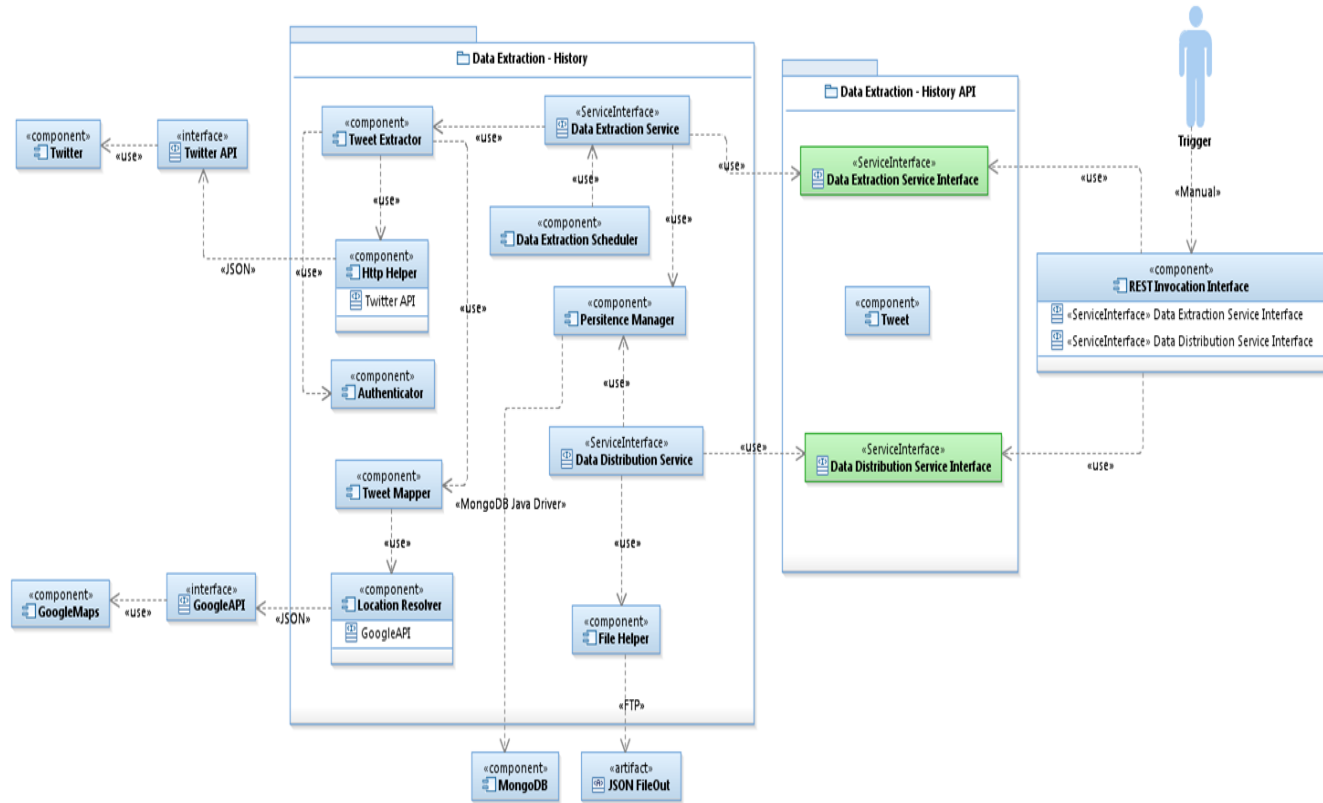 Data Extraction - History
«component»
Twitter
«use»
«interface»
Twitter API
«JSON»
«component»
Tweet Extractor
«use»
«ServiceInterface»
Data Extraction Service
«use»
«use»
«use»
«component»
Data Extraction Scheduler
«use»
«component»
Http Helper
Twitter API
«use»
«use»
«component»
Persitence Manager
«use»
«component»
Authenticator
«ServiceInterface»
Data Distribution Service
«use»
«component»
Tweet Mapper
«MongoDB Java Driver»
«use»
«use»
«component»
GoogleMaps
«use»
«interface»
GoogleAPI
«JSON»
«component»
Location Resolver
GoogleAPI
«component»
File Helper
«FTP»
«component»
MongoDB
«artifact»
JSON FileOut
Data Extraction - History API
«ServiceInterface»
Data Extraction Service Interface
«component»
Tweet
«ServiceInterface»
Data Distribution Service Interface
Trigger
«Manual»
«use»
«component»
REST Invocation Interface
«ServiceInterface» Data Extraction Service Interface
«ServiceInterface» Data Distribution Service Interface
«use»